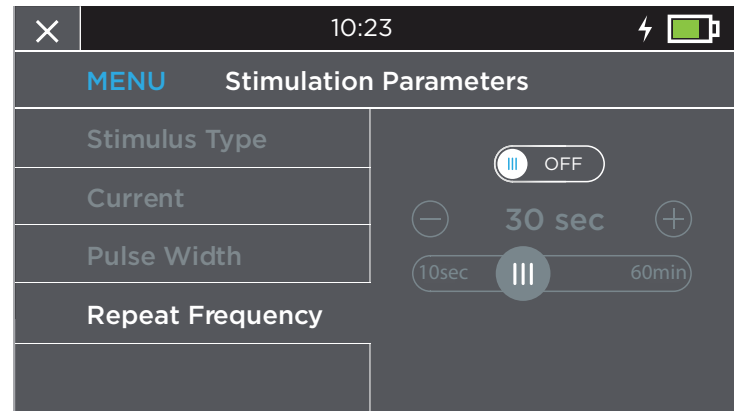 10:23
MENU Stimulation Parameters
Stimulus Type
OFF
Current
30 sec
Pulse Width
10sec 60min
Repeat Frequency